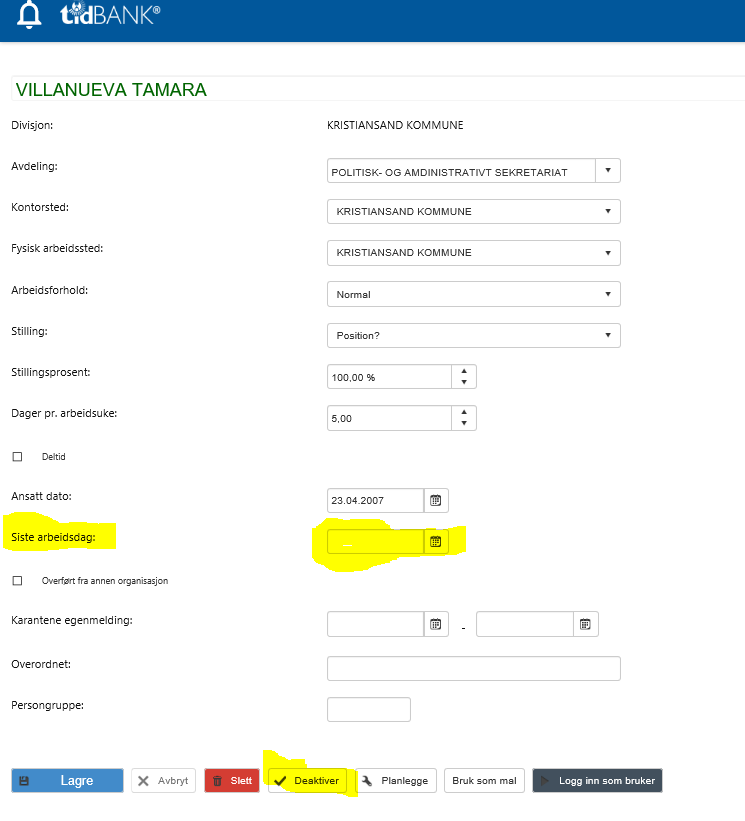 tidBANK®
VILLANUEVA TAMARA
Divisjon: KRISTIANSAND KOMMUNE
Avdeling: POLITISK- OG AMDINISTRATIVT SEKRETARIAT
Kontorsted: KRISTIANSAND KOMMUNE
Fysisk arbeidssted: KRISTIANSAND KOMMUNE
Arbeidsforhold: Normal
Stilling: Position?
Stillingsprosent: 100,00 %
Dager pr. arbeidsuke: 5,00
Deltid
Ansatt dato: 23.04.2007
Siste arbeidsdag:
Overført fra annen organisasjon
Karantene egenmelding: -
Overordnet:
Persongruppe:
Lagre Avbryt Slett Deaktiver Planlegge Bruk som mal Logg inn som bruker